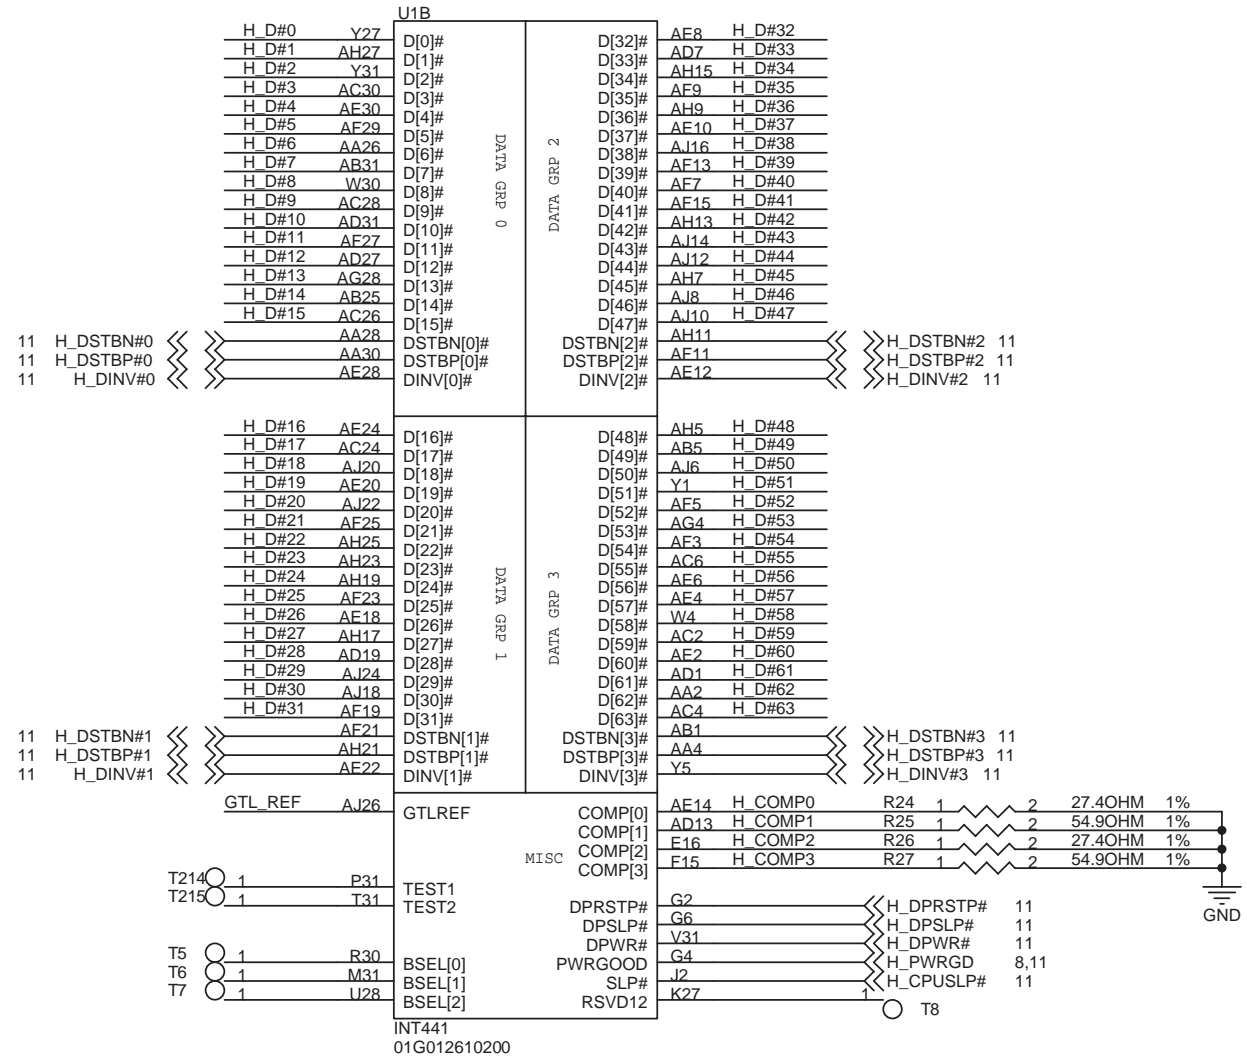 U1B
H_D#0 Y27 D[0]# D[32]# AE8 H_D#32
H_D#1 AH27 D[1]# D[33]# AD7 H_D#33
H_D#2 Y31 D[2]# D[34]# AH15 H_D#34
H_D#3 AC30 D[3]# D[35]# AF9 H_D#35
H_D#4 AE30 D[4]# D[36]# AH9 H_D#36
H_D#5 AF29 D[5]# D[37]# AE10 H_D#37
H_D#6 AA26 D[6]# D[38]# AJ16 H_D#38
H_D#7 AB31 D[7]# D[39]# AF13 H_D#39
H_D#8 W30 D[8]# D[40]# AF7 H_D#40
H_D#9 AC28 D[9]# D[41]# AF15 H_D#41
H_D#10 AD31 D[10]# D[42]# AH13 H_D#42
H_D#11 AF27 D[11]# D[43]# AJ14 H_D#43
H_D#12 AD27 D[12]# D[44]# AJ12 H_D#44
H_D#13 AG28 D[13]# D[45]# AH7 H_D#45
H_D#14 AB25 D[14]# D[46]# AJ8 H_D#46
H_D#15 AC26 D[15]# D[47]# AJ10 H_D#47
11 H_DSTBN#0 AA28 DSTBN[0]# DSTBN[2]# AH11 H_DSTBN#2 11
11 H_DSTBP#0 AA30 DSTBP[0]# DSTBP[2]# AF11 H_DSTBP#2 11
11 H_DINV#0 AE28 DINV[0]# DINV[2]# AE12 H_DINV#2 11
DATA GRP 0
DATA GRP 2
H_D#16 AE24 D[16]# D[48]# AH5 H_D#48
H_D#17 AC24 D[17]# D[49]# AB5 H_D#49
H_D#18 AJ20 D[18]# D[50]# AJ6 H_D#50
H_D#19 AE20 D[19]# D[51]# Y1 H_D#51
H_D#20 AJ22 D[20]# D[52]# AF5 H_D#52
H_D#21 AF25 D[21]# D[53]# AG4 H_D#53
H_D#22 AH25 D[22]# D[54]# AF3 H_D#54
H_D#23 AH23 D[23]# D[55]# AC6 H_D#55
H_D#24 AH19 D[24]# D[56]# AE6 H_D#56
H_D#25 AF23 D[25]# D[57]# AE4 H_D#57
H_D#26 AE18 D[26]# D[58]# W4 H_D#58
H_D#27 AH17 D[27]# D[59]# AC2 H_D#59
H_D#28 AD19 D[28]# D[60]# AE2 H_D#60
H_D#29 AJ24 D[29]# D[61]# AD1 H_D#61
H_D#30 AJ18 D[30]# D[62]# AA2 H_D#62
H_D#31 AF19 D[31]# D[63]# AC4 H_D#63
11 H_DSTBN#1 AF21 DSTBN[1]# DSTBN[3]# AB1 H_DSTBN#3 11
11 H_DSTBP#1 AH21 DSTBP[1]# DSTBP[3]# AA4 H_DSTBP#3 11
11 H_DINV#1 AE22 DINV[1]# DINV[3]# Y5 H_DINV#3 11
DATA GRP 1
DATA GRP 3
GTL_REF AJ26 GTLREF COMP[0] AE14 H_COMP0 R24 1 2 27.4OHM 1%
COMP[1] AD13 H_COMP1 R25 1 2 54.9OHM 1%
MISC COMP[2] E16 H_COMP2 R26 1 2 27.4OHM 1%
COMP[3] F15 H_COMP3 R27 1 2 54.9OHM 1%
GND
T214 1 P31 TEST1
T215 1 T31 TEST2 DPRSTP# G2 H_DPRSTP# 11
DPSLP# G6 H_DPSLP# 11
DPWR# V31 H_DPWR# 11
T5 1 R30 BSEL[0] PWRGOOD G4 H_PWRGD 8,11
T6 1 M31 BSEL[1] SLP# J2 H_CPUSLP# 11
T7 1 U28 BSEL[2] RSVD12 K27 1 T8
INT441
01G012610200